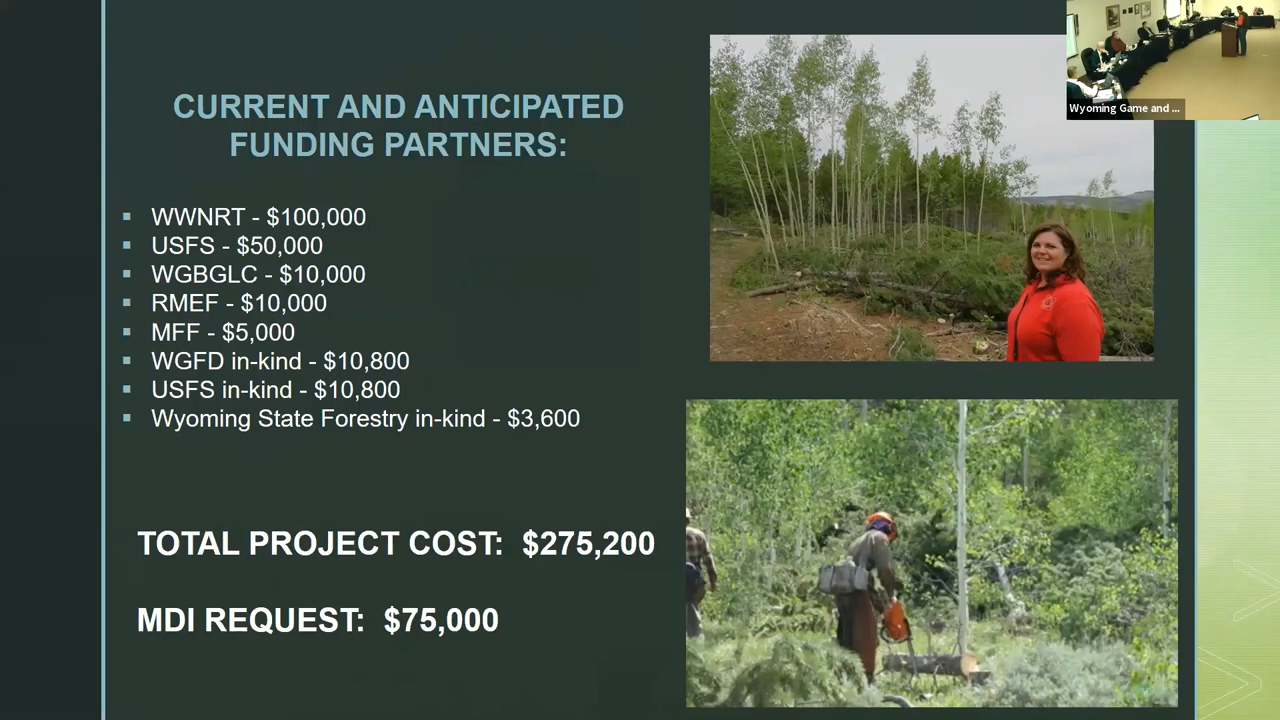 CURRENT AND ANTICIPATED
FUNDING PARTNERS:
▪ WWNRT - $100,000
▪ USFS - $50,000
▪ WGBGLC - $10,000
▪ RMEF - $10,000
▪ MFF - $5,000
▪ WGFD in-kind - $10,800
▪ USFS in-kind - $10,800
▪ Wyoming State Forestry in-kind - $3,600
TOTAL PROJECT COST: $275,200
MDI REQUEST: $75,000
Wyoming Game and ...